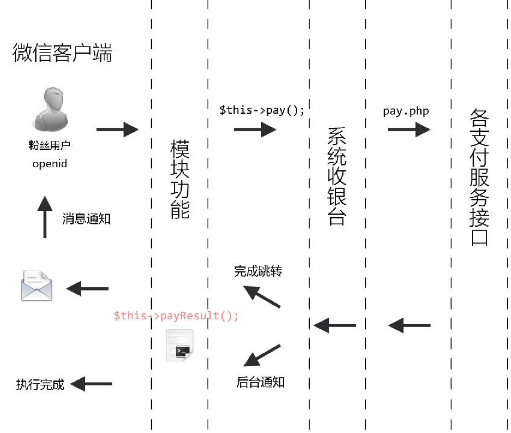 微信客户端
粉丝用户
openid
消息通知
执行完成
模块功能
$this->pay();
完成跳转
$this->payResult();
后台通知
系统收银台
pay.php
各支付服务接口